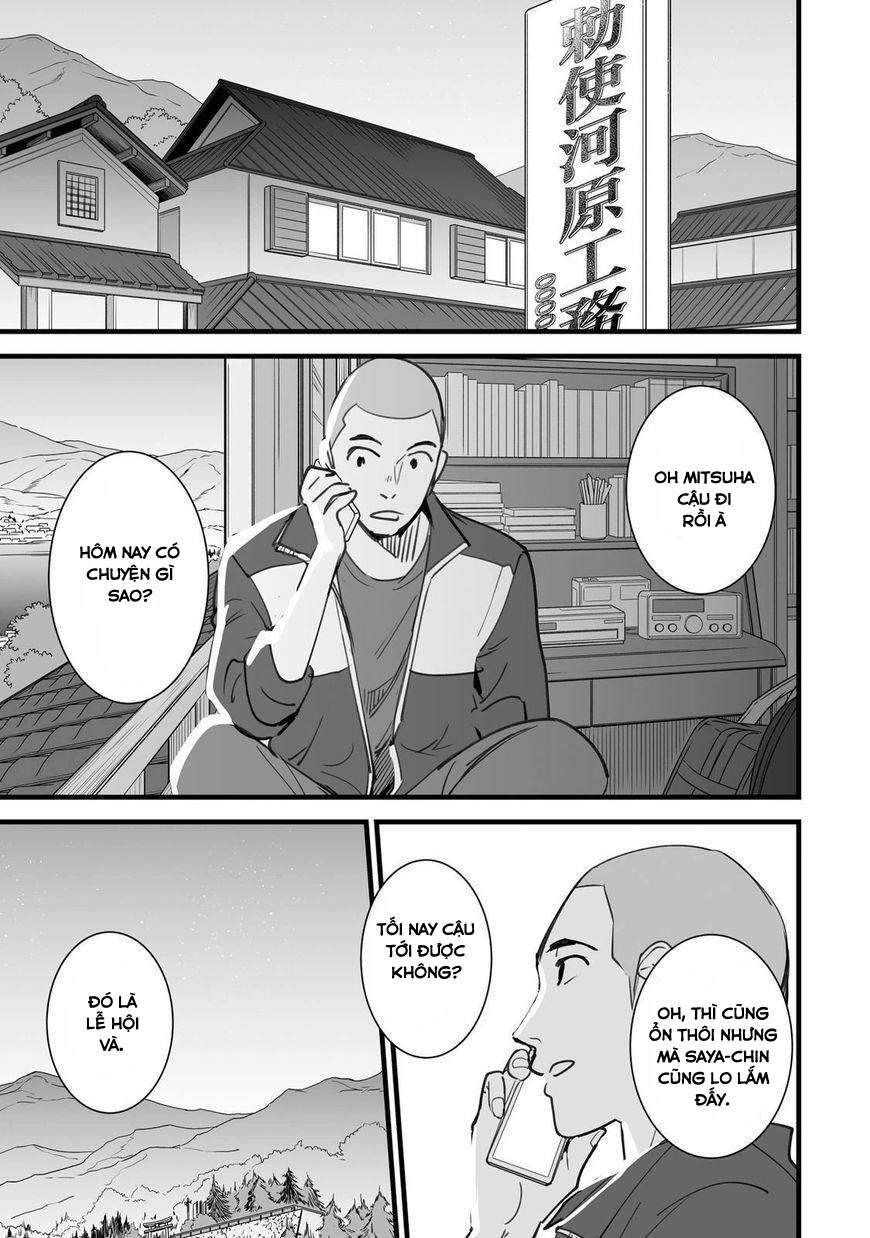 勅使河原工務
OH MITSUHA
CẬU ĐI
RỒI À
HÔM NAY CÓ
CHUYỆN GÌ
SAO?
OH, THÌ CŨNG
ỔN THÔI NHƯNG
MÀ SAYA-CHIN
CŨNG LO LẮM
ĐẤY.
TỐI NAY CẬU
TỚI ĐƯỢC
KHÔNG?
ĐÓ LÀ
LỄ HỘI
VÀ.